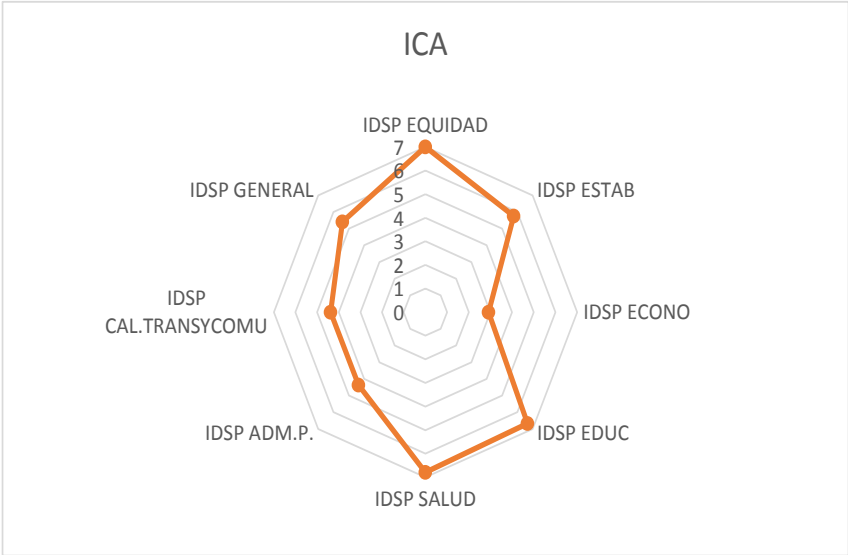 ICA
IDSP EQUIDAD
7
6
5
4
3
2
1
0
IDSP ESTAB
IDSP ECONO
IDSP EDUC
IDSP SALUD
IDSP ADM.P.
IDSP
CAL.TRANSYCOMU
IDSP GENERAL